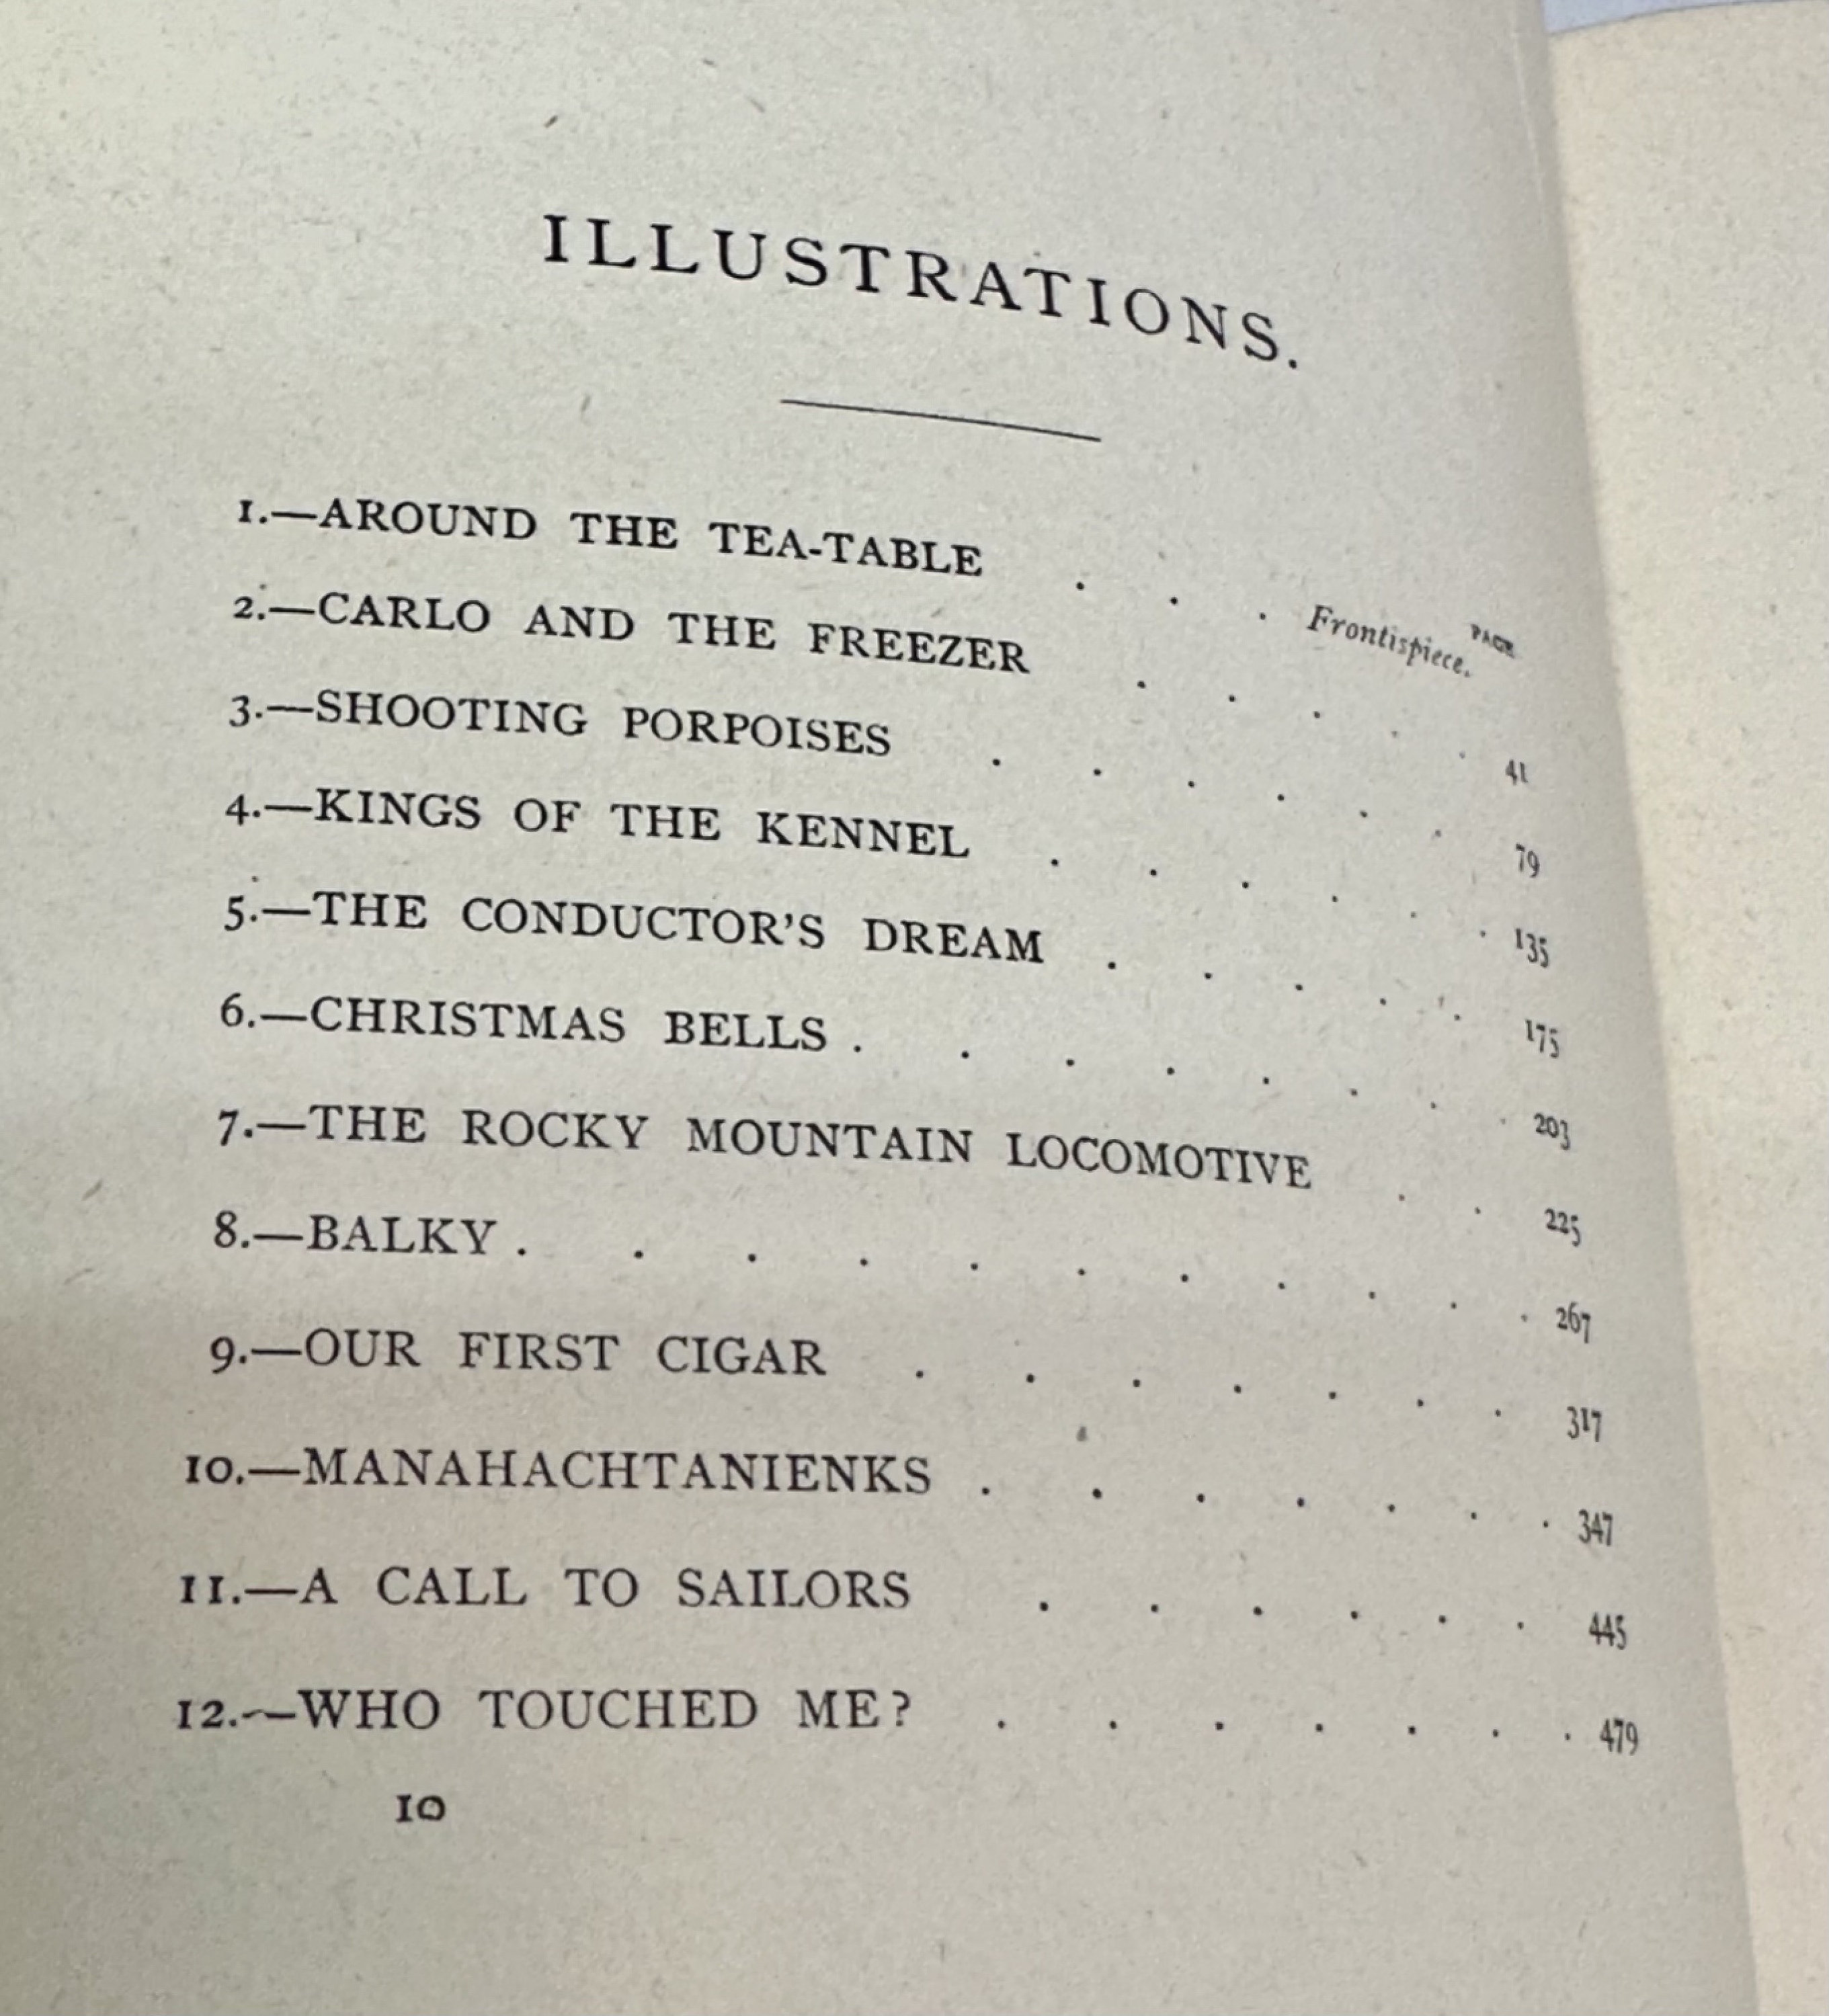 ILLUSTRATIONS.
PAGE
1.—AROUND THE TEA-TABLE . . . Frontispiece.
2.—CARLO AND THE FREEZER . . . . . 41
3.—SHOOTING PORPOISES . . . . . . 79
4.—KINGS OF THE KENNEL . . . . . . 135
5.—THE CONDUCTOR'S DREAM . . . . . 175
6.—CHRISTMAS BELLS . . . . . . . . 203
7.—THE ROCKY MOUNTAIN LOCOMOTIVE . . 225
8.—BALKY . . . . . . . . . . . 267
9.—OUR FIRST CIGAR . . . . . . . 317
10.—MANAHACHTANIENKS . . . . . . . 347
11.—A CALL TO SAILORS . . . . . . 445
12.—WHO TOUCHED ME? . . . . . . . 479
10